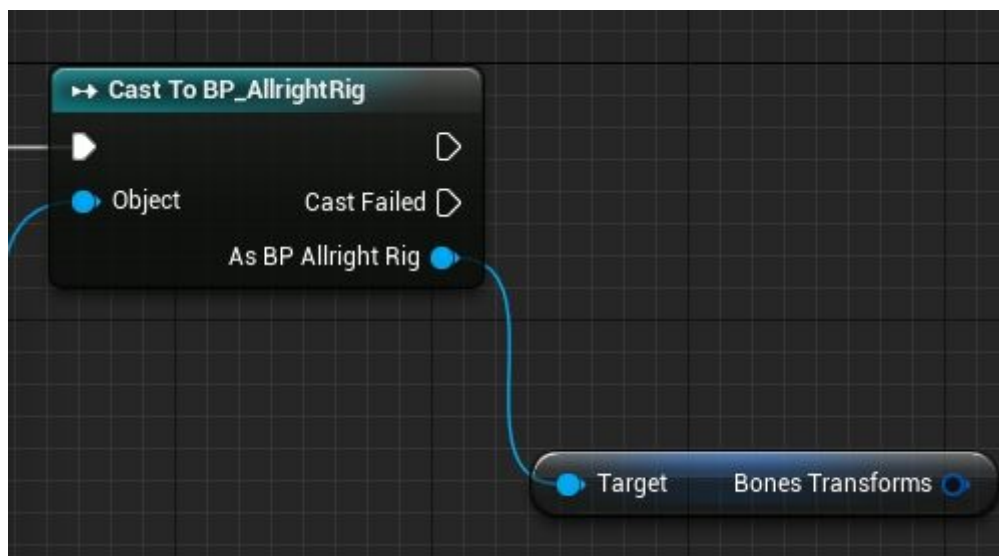 Cast To BP_AllrightRig
Object
Cast Failed
As BP Allright Rig
Target
Bones Transforms